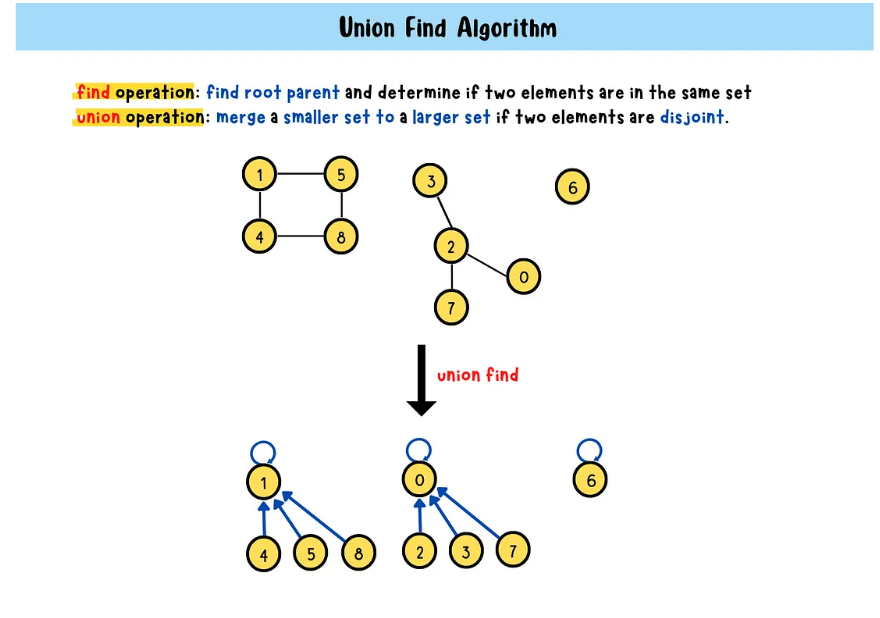 Union Find Algorithm
find operation: find root parent and determine if two elements are in the same set
union operation: merge a smaller set to a larger set if two elements are disjoint.
1 5 3 6
4 8 2
0
7
union find
1 0 6
4 5 8 2 3 7